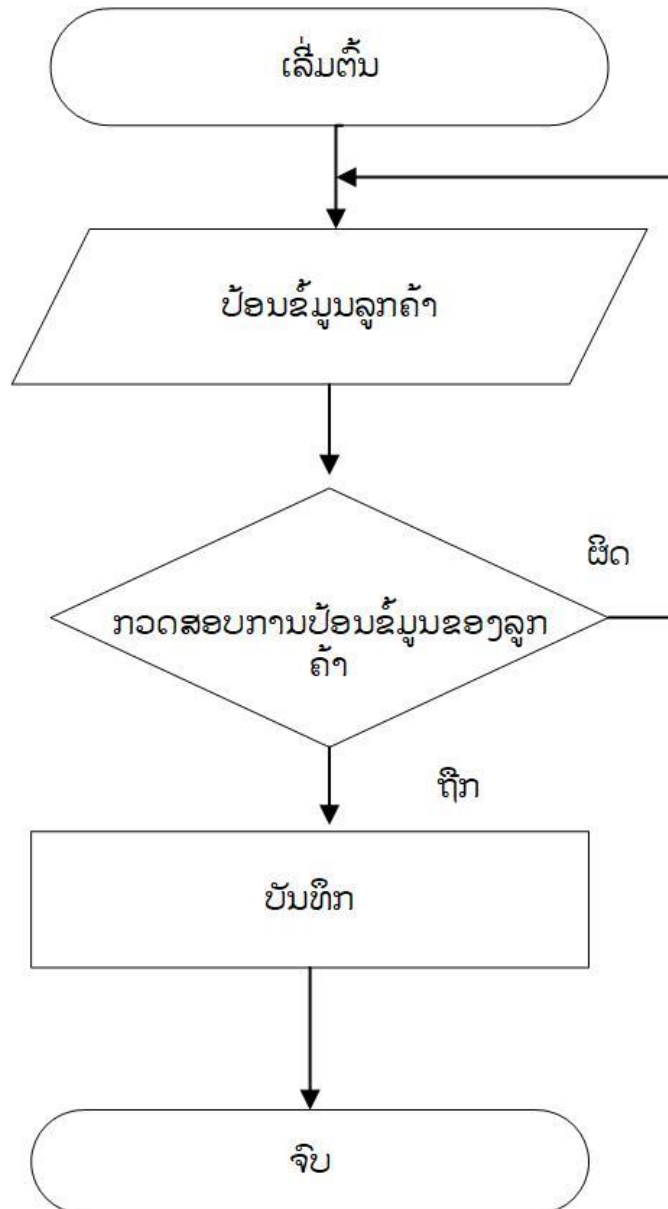 ເລີ່ມຕົ້ນ
ປ້ອນຂໍ້ມູນລູກຄ້າ
ຜິດ
ກວດສອບການປ້ອນຂໍ້ມູນຂອງລູກ
ຄ້າ
ຖືກ
ບັນທຶກ
ຈົບ